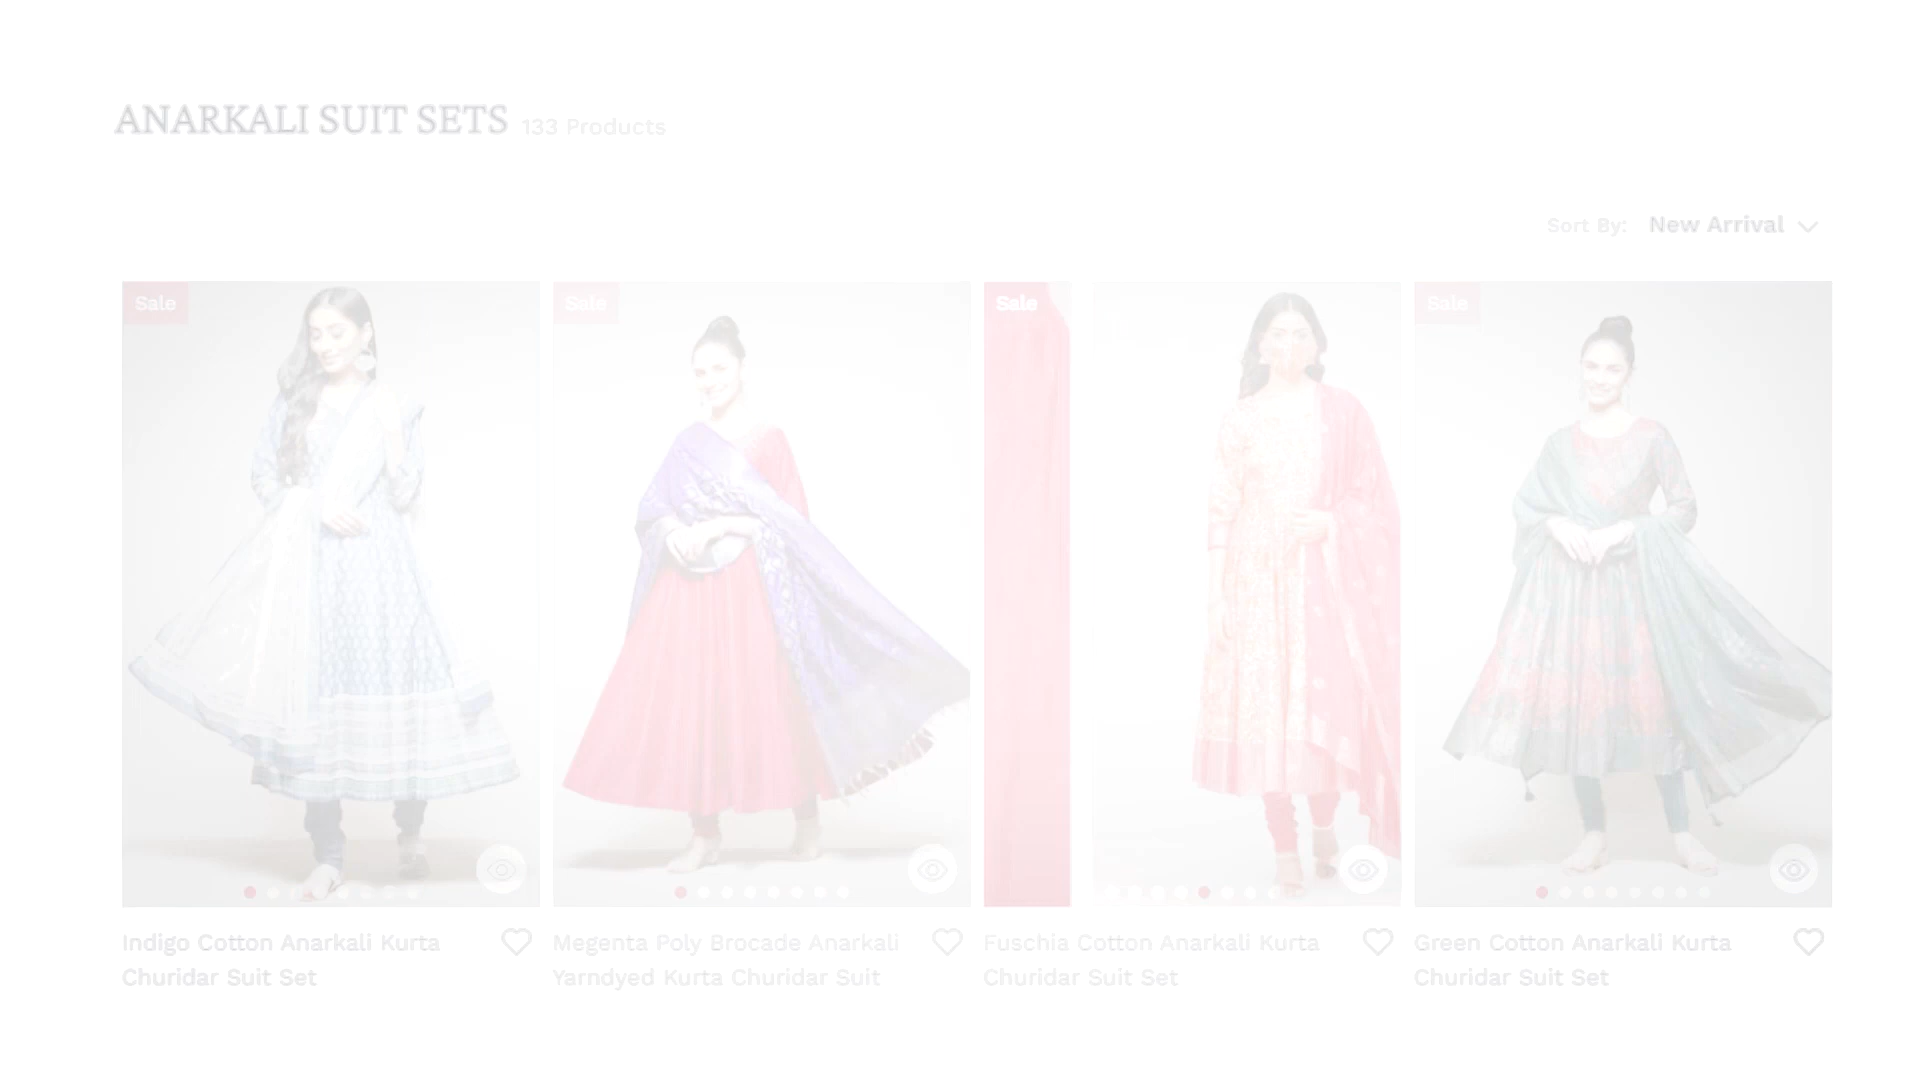 ANARKALI SUIT SETS 133 Products
Sort By: New Arrival
Sale
Sale
Sale
Sale
Indigo Cotton Anarkali Kurta
Churidar Suit Set
Megenta Poly Brocade Anarkali
Yarndyed Kurta Churidar Suit
Fuschia Cotton Anarkali Kurta
Churidar Suit Set
Green Cotton Anarkali Kurta
Churidar Suit Set